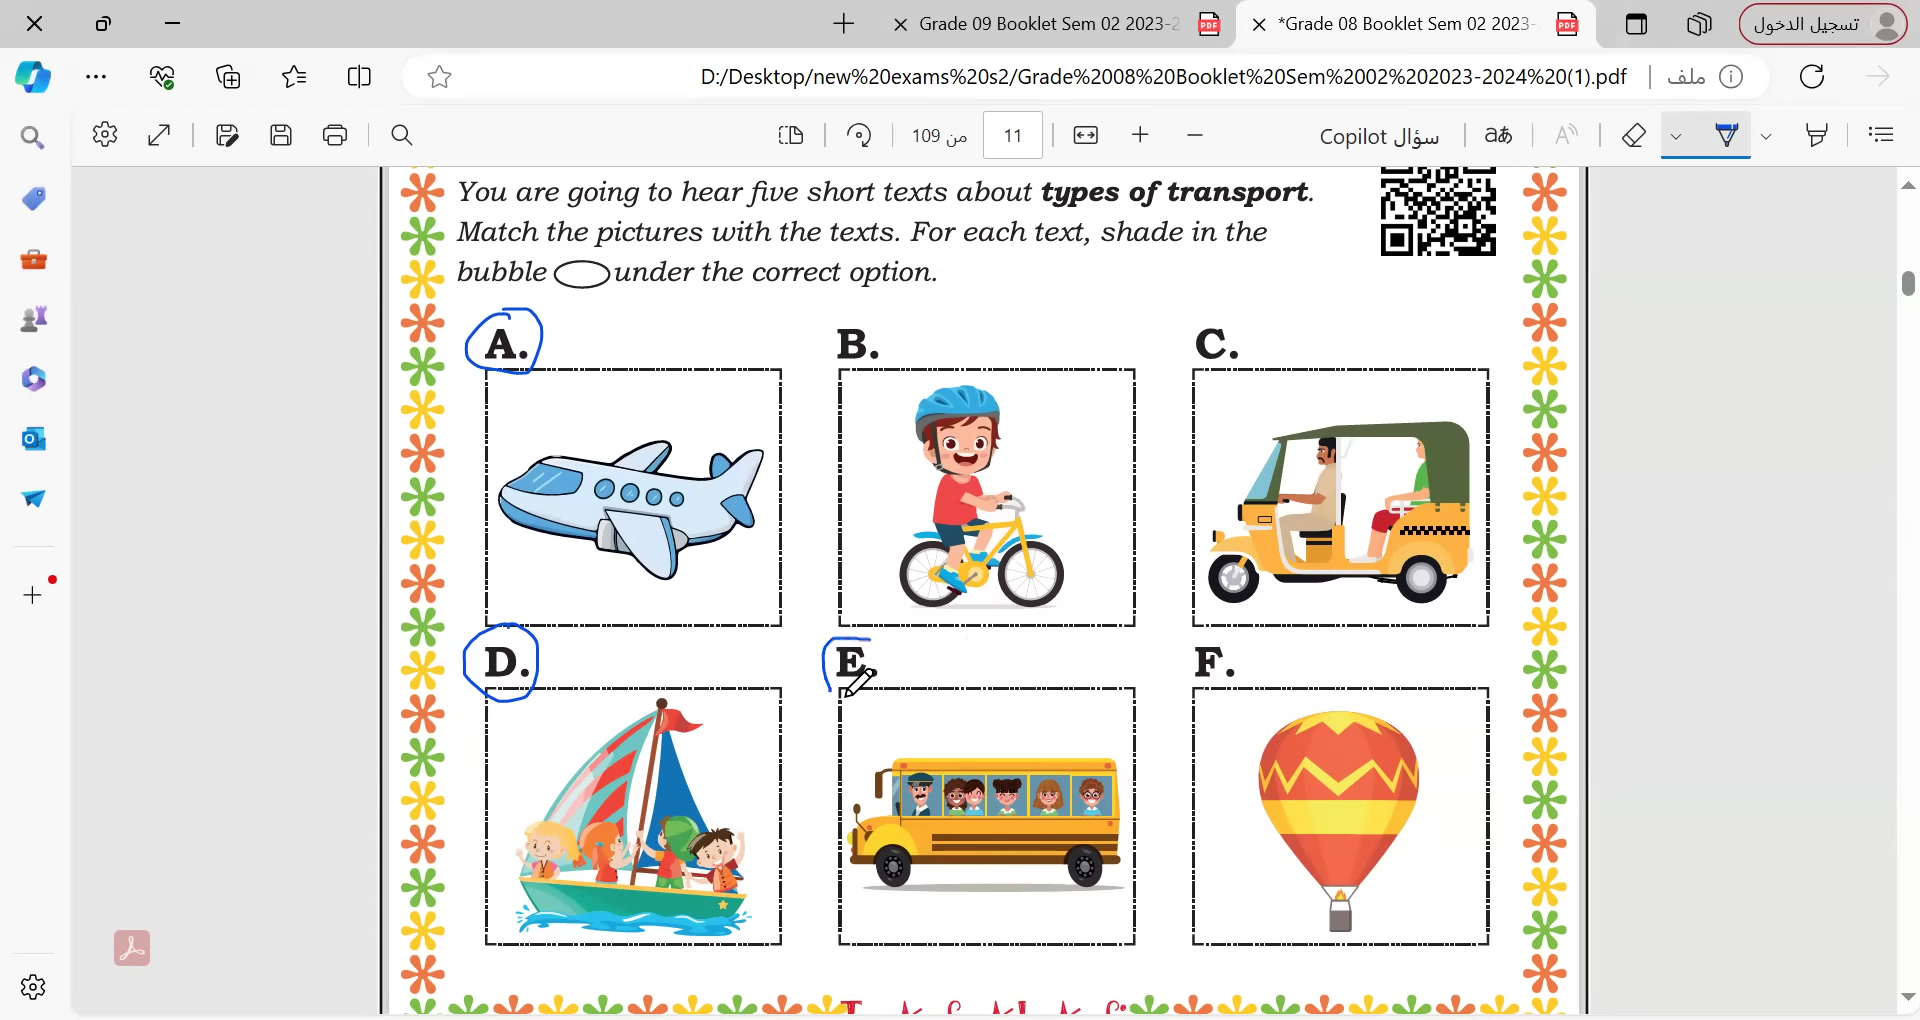 Grade 09 Booklet Sem 02 2023-2
*Grade 08 Booklet Sem 02 2023-
تسجيل الدخول
D:/Desktop/new%20exams%20s2/Grade%2008%20Booklet%20Sem%2002%202023-2024%20(1).pdf
ملف
من 109
11
سؤال Copilot
You are going to hear five short texts about types of transport.
Match the pictures with the texts. For each text, shade in the
bubble under the correct option.
A.
B.
C.
D.
E.
F.